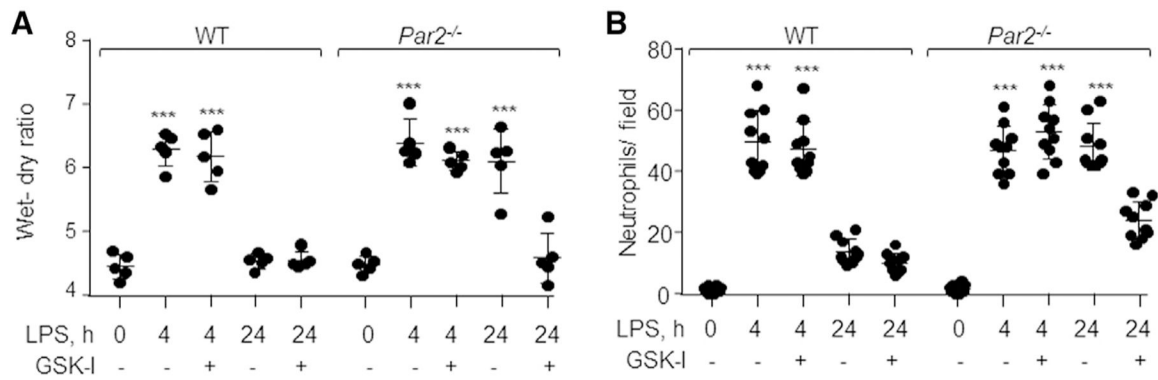 A
WT
Par2-/-
8
7
6
5
4
Wet- dry ratio
*** *** *** *** ***
LPS, h 0 4 4 24 24 0 4 4 24 24
GSK-I - - + - + - - + - +
B
WT
Par2-/-
80
60
40
20
0
Neutrophils/ field
*** *** *** *** ***
LPS, h 0 4 4 24 24 0 4 4 24 24
GSK-I - - + - + - - + - +